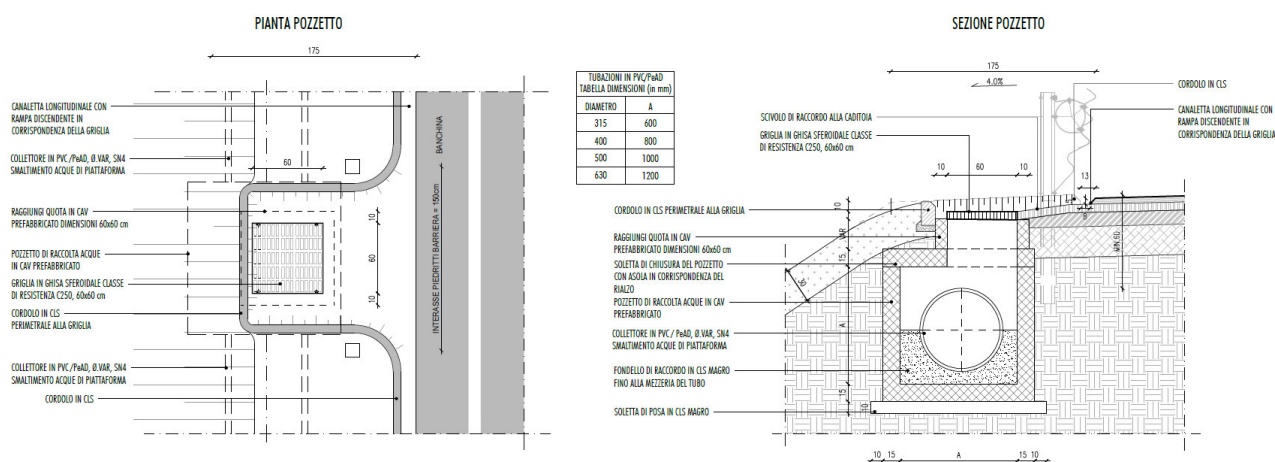 PIANTA POZZETTO
175
CANALETTA LONGITUDINALE CON
RAMPA DISCENDENTE IN
CORRISPONDENZA DELLA GRIGLIA
COLLETTORE IN PVC /PeAD, Ø.VAR, SN4
SMALTIMENTO ACQUE DI PIATTAFORMA
RAGGIUNGI QUOTA IN CAV
PREFABBRICATO DIMENSIONI 60x60 cm
POZZETTO DI RACCOLTA ACQUE
IN CAV PREFABBRICATO
GRIGLIA IN GHISA SFEROIDALE CLASSE
DI RESISTENZA C250, 60x60 cm
CORDOLO IN CLS
PERIMETRALE ALLA GRIGLIA
COLLETTORE IN PVC /PeAD, Ø.VAR, SN4
SMALTIMENTO ACQUE DI PIATTAFORMA
CORDOLO IN CLS
60
10
60
10
BANCHINA
INTERASSE PIEDRITTI BARRIERA = 150cm
TUBAZIONI IN PVC/PeAD
TABELLA DIMENSIONI (in mm)
DIAMETRO A
315 600
400 800
500 1000
630 1200
SEZIONE POZZETTO
175
4.0%
CORDOLO IN CLS
CANALETTA LONGITUDINALE CON
RAMPA DISCENDENTE IN
CORRISPONDENZA DELLA GRIGLIA
SCIVOLO DI RACCORDO ALLA CADITOIA
GRIGLIA IN GHISA SFEROIDALE CLASSE
DI RESISTENZA C250, 60x60 cm
10 60 10
13
CORDOLO IN CLS PERIMETRALE ALLA GRIGLIA
RAGGIUNGI QUOTA IN CAV
PREFABBRICATO DIMENSIONI 60x60 cm
SOLETTA DI CHIUSURA DEL POZZETTO
CON ASOLA IN CORRISPONDENZA DEL
RIALZO
POZZETTO DI RACCOLTA ACQUE IN CAV
PREFABBRICATO
COLLETTORE IN PVC/ PeAD, Ø.VAR, SN4
SMALTIMENTO ACQUE DI PIATTAFORMA
FONDELLO DI RACCORDO IN CLS MAGRO
FINO ALLA MEZZERIA DEL TUBO
SOLETTA DI POSA IN CLS MAGRO
10
VAR
15
A
15
10
10 15 A 15 10